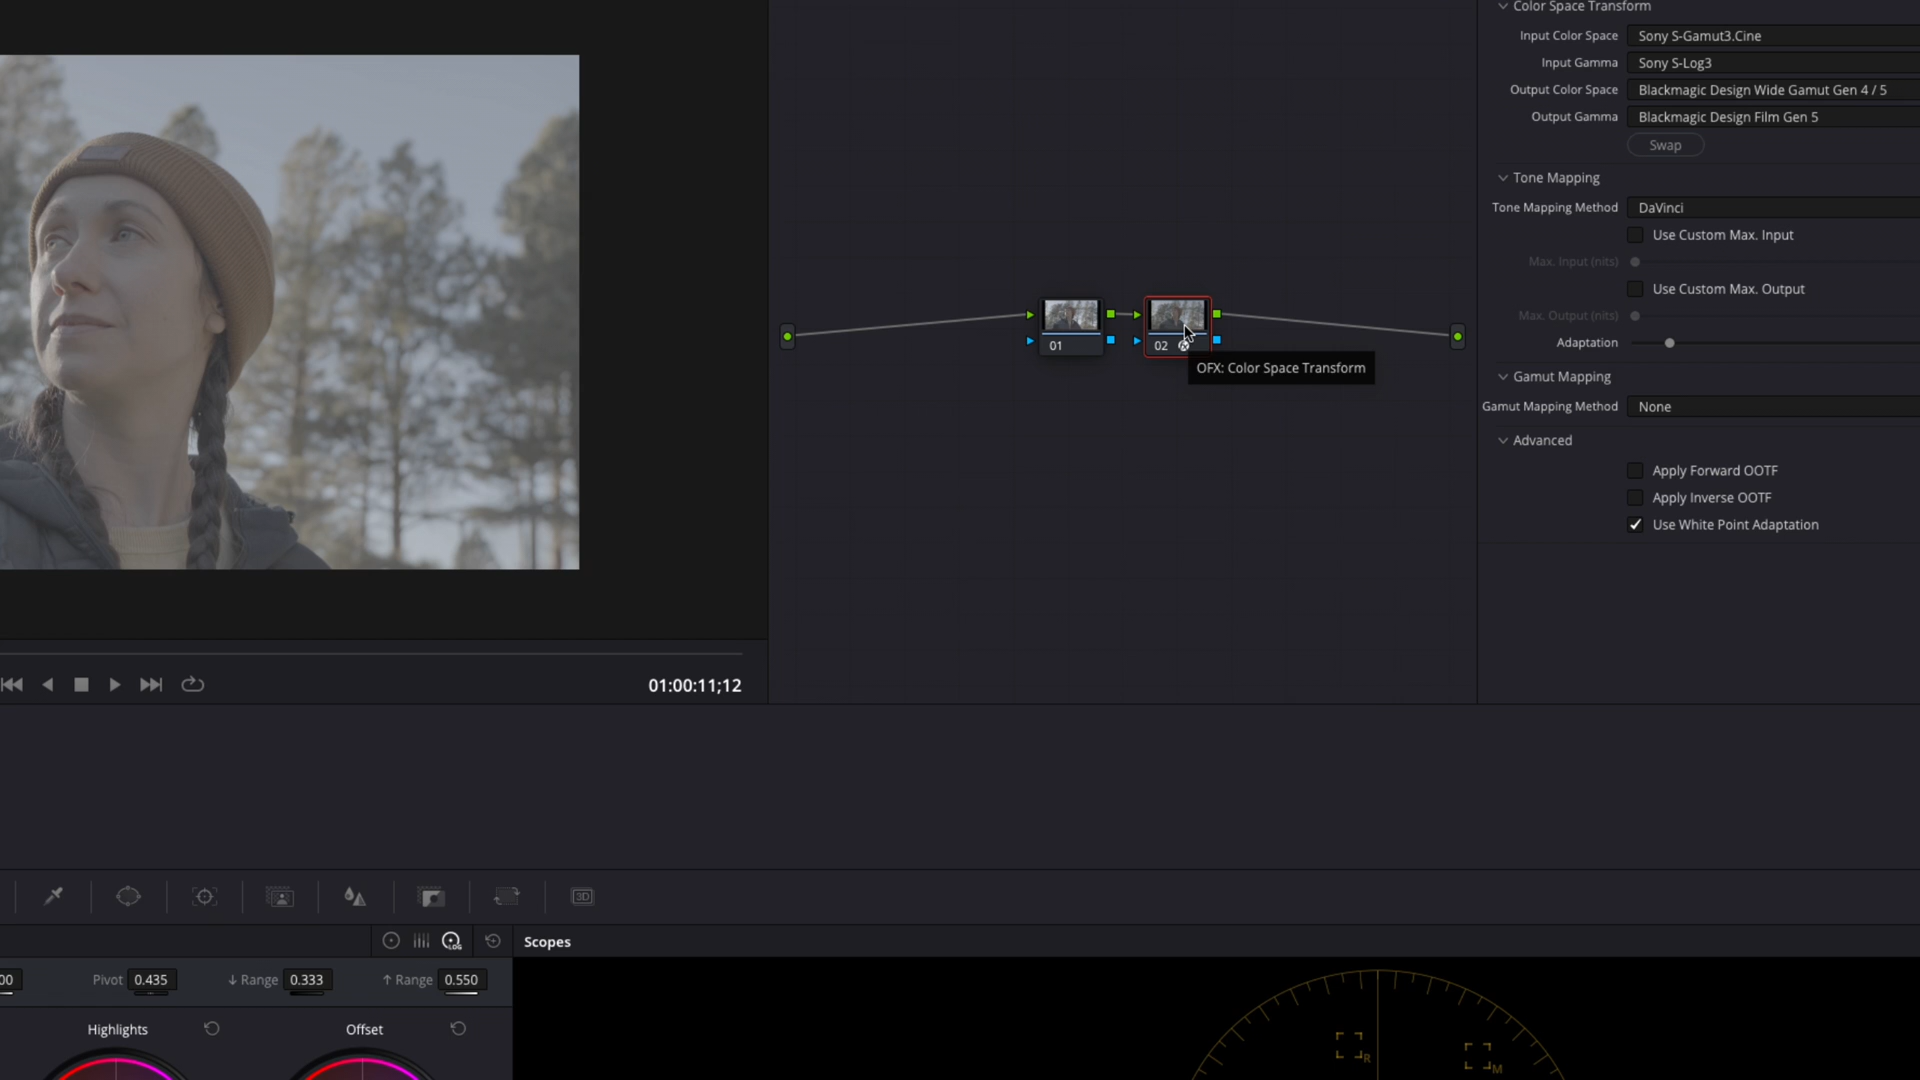 Color Space Transform
Input Color Space Sony S-Gamut3.Cine
Input Gamma Sony S-Log3
Output Color Space Blackmagic Design Wide Gamut Gen 4 / 5
Output Gamma Blackmagic Design Film Gen 5
Swap
Tone Mapping
Tone Mapping Method DaVinci
Use Custom Max. Input
Max. Input (nits)
Use Custom Max. Output
Max. Output (nits)
Adaptation
Gamut Mapping
Gamut Mapping Method None
Advanced
Apply Forward OOTF
Apply Inverse OOTF
Use White Point Adaptation
01 02
OFX: Color Space Transform
01:00:11;12
3D
LOG
Scopes
00 Pivot 0.435 ↓ Range 0.333 ↑ Range 0.550
Highlights Offset
R
M